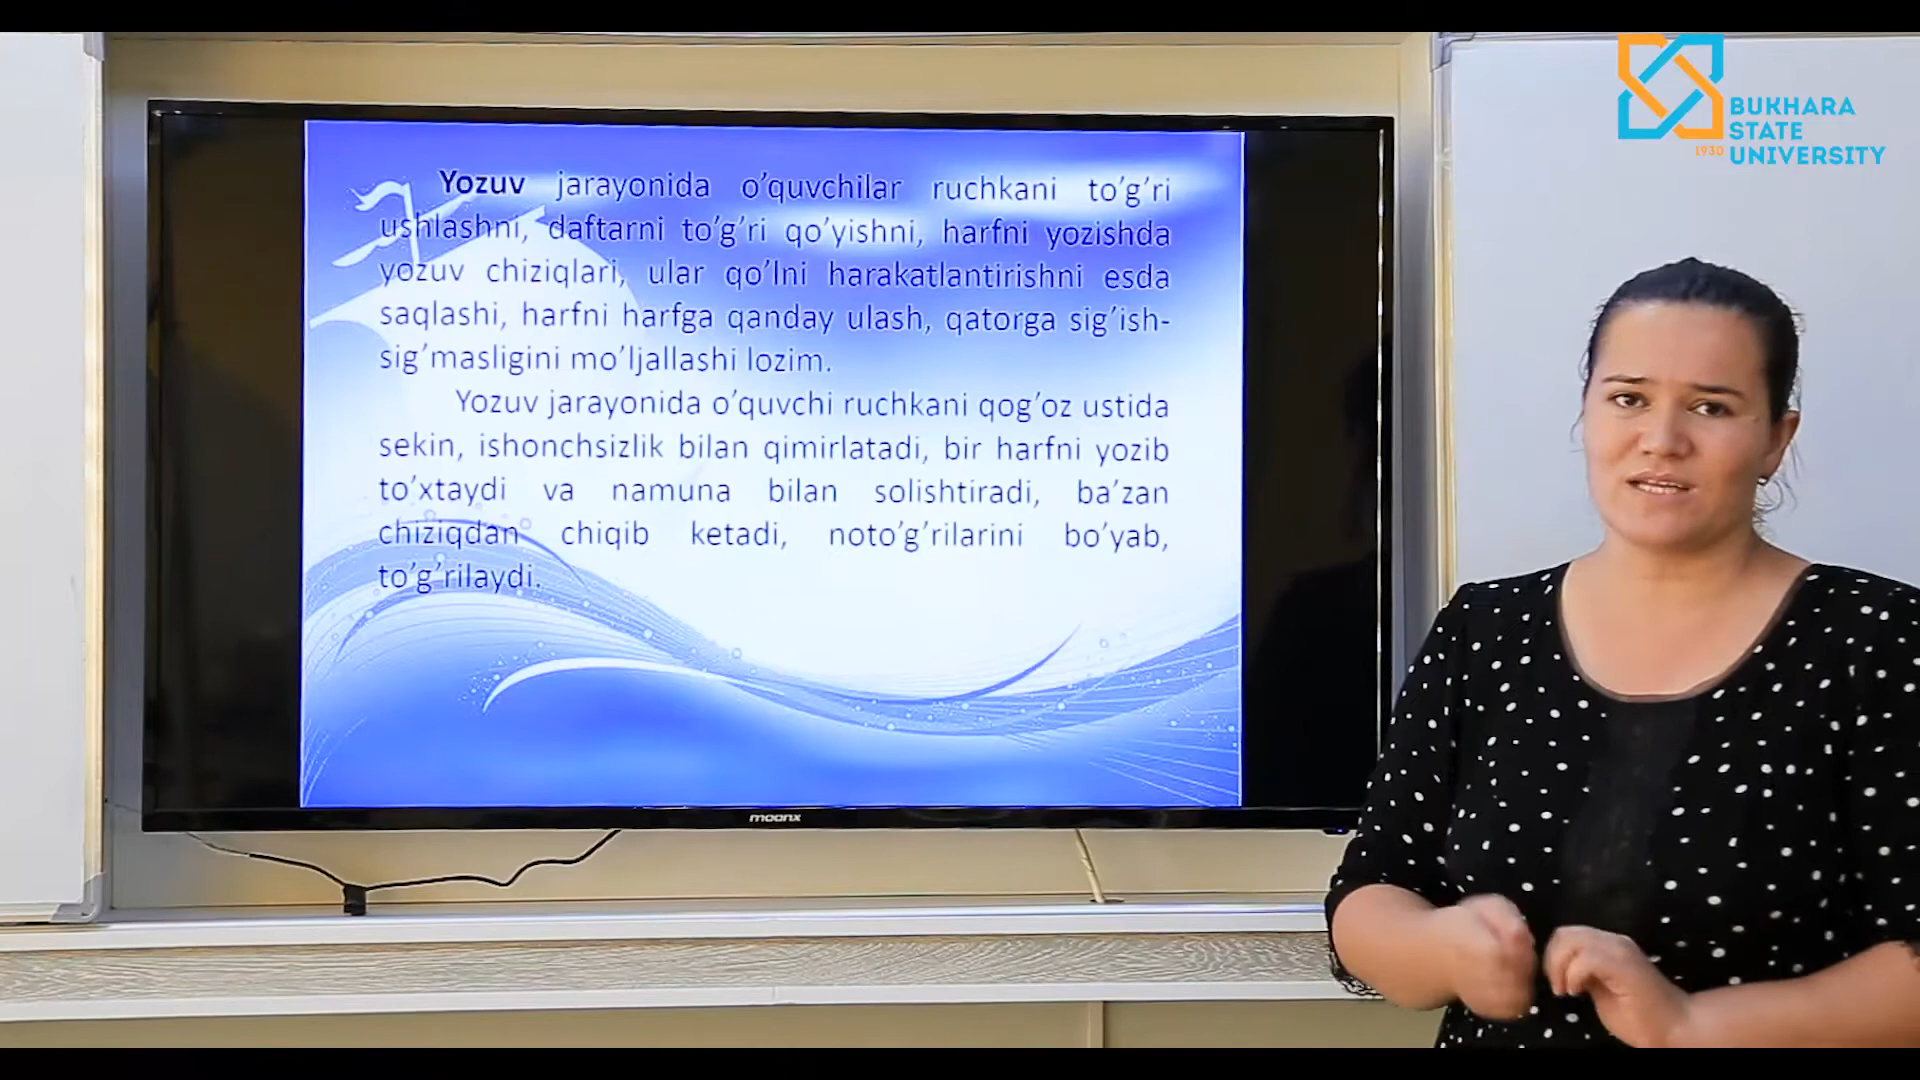 Yozuv jarayonida o’quvchilar ruchkani to’g’ri
ushlashni, daftarni to’g’ri qo’yishni, harfni yozishda
yozuv chiziqlari, ular qo’lni harakatlantirishni esda
saqlashi, harfni harfga qanday ulash, qatorga sig’ish-
sig’masligini mo’ljallashi lozim.
Yozuv jarayonida o’quvchi ruchkani qog’oz ustida
sekin, ishonchsizlik bilan qimirlatadi, bir harfni yozib
to’xtaydi va namuna bilan solishtiradi, ba’zan
chiziqdan chiqib ketadi, noto’g’rilarini bo’yab,
to’g’rilaydi.
moonx
BUKHARA
STATE
1930 UNIVERSITY